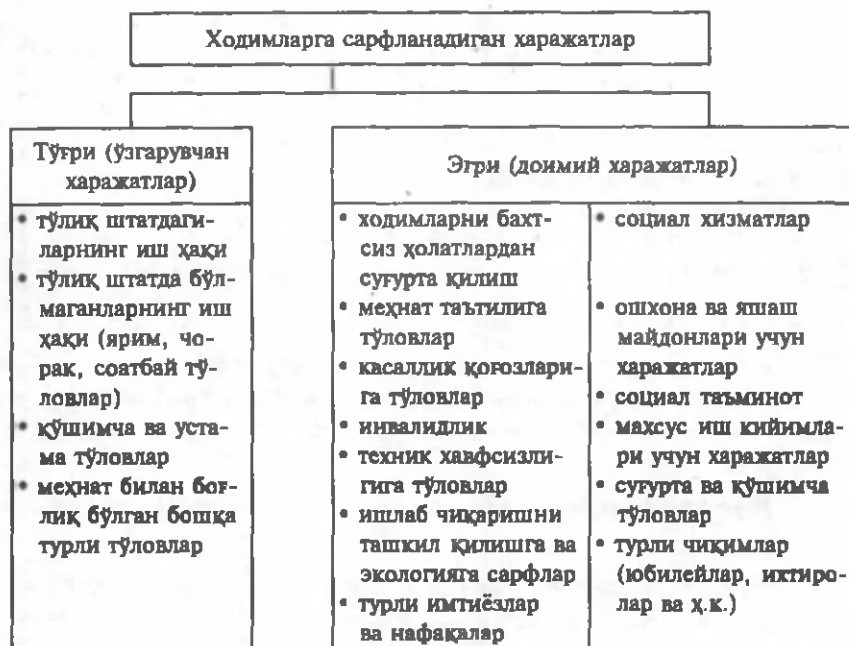 Ходимларга сарфланадиган харажатлар
Тўғри (ўзгарувчан
харажатлар)
• тўлиқ штатдаги-
ларнинг иш ҳақи
• тўлиқ штатда бўл-
маганларнинг иш
ҳақи (ярим, чо-
рак, соатбай тў-
ловлар)
• қўшимча ва уста-
ма тўловлар
• меҳнат билан боғ-
лиқ бўлган бошқа
турли тўловлар
Эгри (доимий харажатлар)
• ходимларни бахт-
сиз ҳолатлардан
суғурта қилиш
• меҳнат таътилига
тўловлар
• касаллик қоғозлари-
га тўловлар
• инвалидлик
• техник хавфсизли-
гига тўловлар
• ишлаб чиқаришни
ташкил қилишга ва
экологияга сарфлар
• турли имтиёзлар
ва нафақалар
• социал хизматлар
• ошхона ва яшаш
майдонлари учун
харажатлар
• социал таъминот
• махсус иш кийимла-
ри учун харажатлар
• суғурта ва қўшимча
тўловлар
• турли чиқимлар
(юбилейлар, ихтиро-
лар ва ҳ.к.)